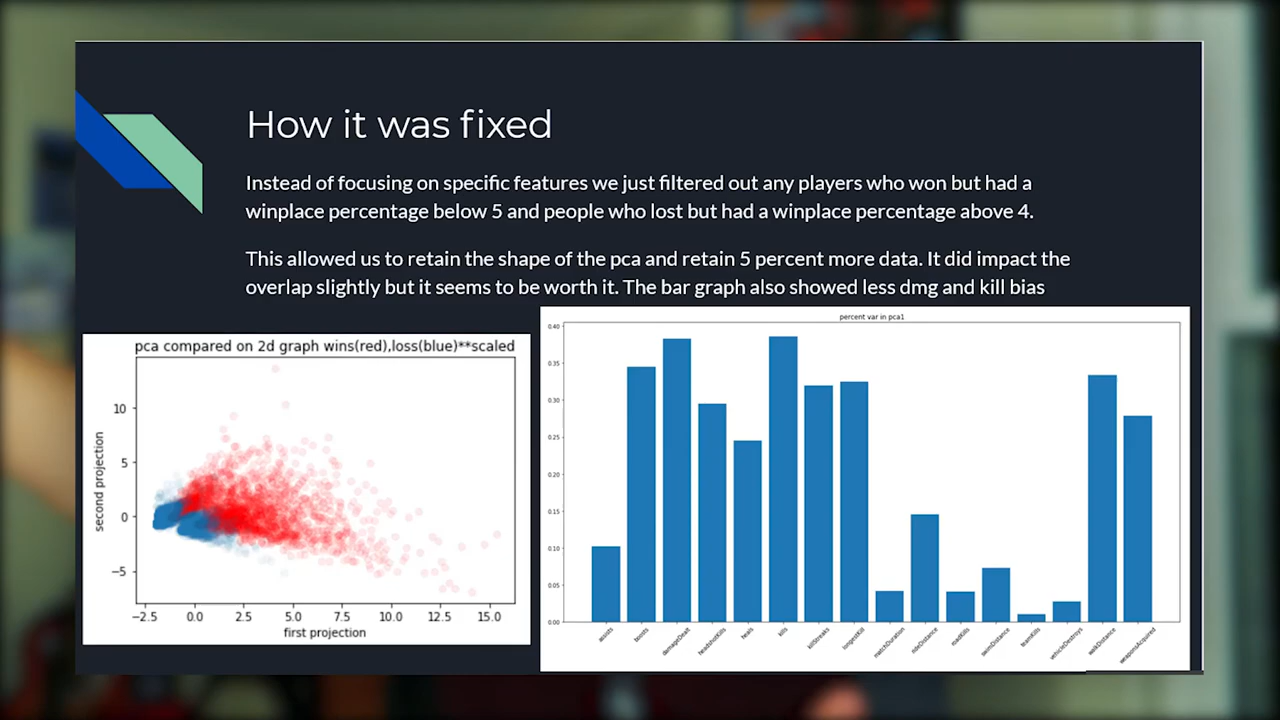 How it was fixed
Instead of focusing on specific features we just filtered out any players who won but had a
winplace percentage below 5 and people who lost but had a winplace percentage above 4.
This allowed us to retain the shape of the pca and retain 5 percent more data. It did impact the
overlap slightly but it seems to be worth it. The bar graph also showed less dmg and kill bias
pca compared on 2d graph wins(red),loss(blue)**scaled
second projection
10
5
0
−5
−2.5 0.0 2.5 5.0 7.5 10.0 12.5 15.0
first projection
percent var in pca1
0.40
0.35
0.30
0.25
0.20
0.15
0.10
0.05
0.00
assists boosts damageDealt headshotKills heals kills killStreaks longestKill matchDuration rideDistance roadKills swimDistance teamKills vehicleDestroys walkDistance weaponsAcquired